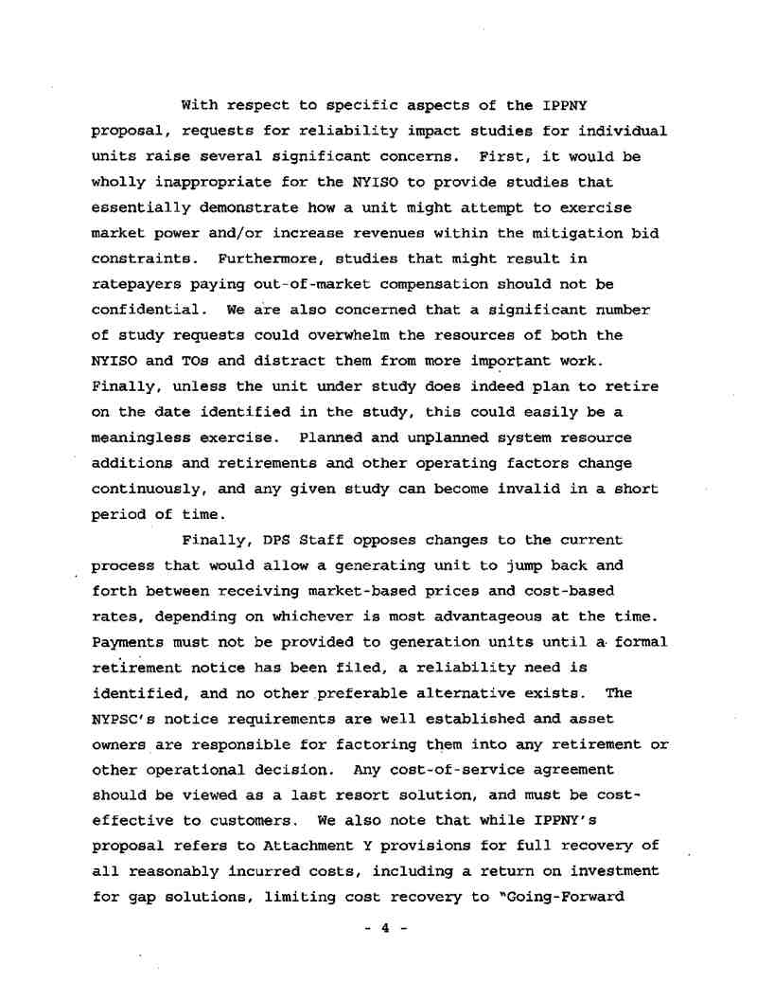 With respect to specific aspects of the IPPNY
proposal, requests for reliability impact studies for individual
units raise several significant concerns. First, it would be
wholly inappropriate for the NYISO to provide studies that
essentially demonstrate how a unit might attempt to exercise
market power and/or increase revenues within the mitigation bid
constraints. Furthermore, studies that might result in
ratepayers paying out-of-market compensation should not be
confidential. We are also concerned that a significant number
of study requests could overwhelm the resources of both the
NYISO and TOs and distract them from more important work.
Finally, unless the unit under study does indeed plan to retire
on the date identified in the study, this could easily be a
meaningless exercise. Planned and unplanned system resource
additions and retirements and other operating factors change
continuously, and any given study can become invalid in a short
period of time.
Finally, DPS Staff opposes changes to the current
process that would allow a generating unit to jump back and
forth between receiving market-based prices and cost-based
rates, depending on whichever is most advantageous at the time.
Payments must not be provided to generation units until a formal
retirement notice has been filed, a reliability need is
identified, and no other preferable alternative exists. The
NYPSC's notice requirements are well established and asset
owners are responsible for factoring them into any retirement or
other operational decision. Any cost-of-service agreement
should be viewed as a last resort solution, and must be cost-
effective to customers. We also note that while IPPNY's
proposal refers to Attachment Y provisions for full recovery of
all reasonably incurred costs, including a return on investment
for gap solutions, limiting cost recovery to "Going-Forward
- 4 -